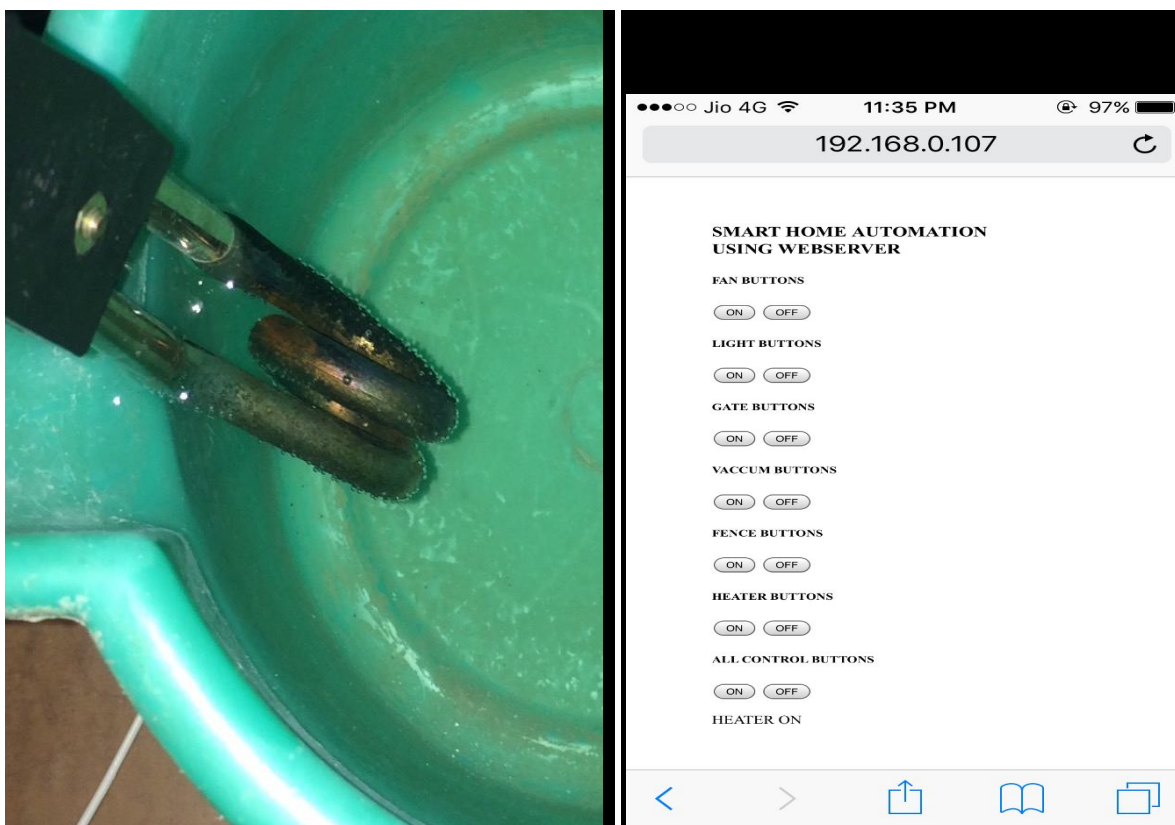 Jio 4G 11:35 PM 97%
192.168.0.107
SMART HOME AUTOMATION
USING WEBSERVER
FAN BUTTONS
ON OFF
LIGHT BUTTONS
ON OFF
GATE BUTTONS
ON OFF
VACCUM BUTTONS
ON OFF
FENCE BUTTONS
ON OFF
HEATER BUTTONS
ON OFF
ALL CONTROL BUTTONS
ON OFF
HEATER ON